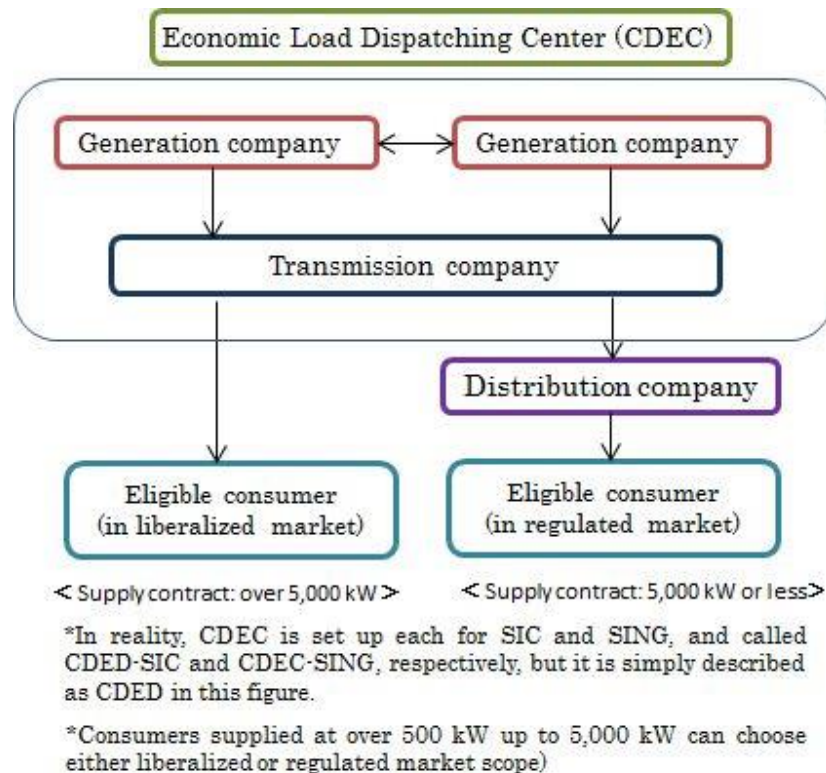 Economic Load Dispatching Center (CDEC)
Generation company
Generation company
Transmission company
Distribution company
Eligible consumer
(in liberalized market)
Eligible consumer
(in regulated market)
< Supply contract: over 5,000 kW >
< Supply contract: 5,000 kW or less>
*In reality, CDEC is set up each for SIC and SING, and called
CDED-SIC and CDEC-SING, respectively, but it is simply described
as CDED in this figure.
*Consumers supplied at over 500 kW up to 5,000 kW can choose
either liberalized or regulated market scope)